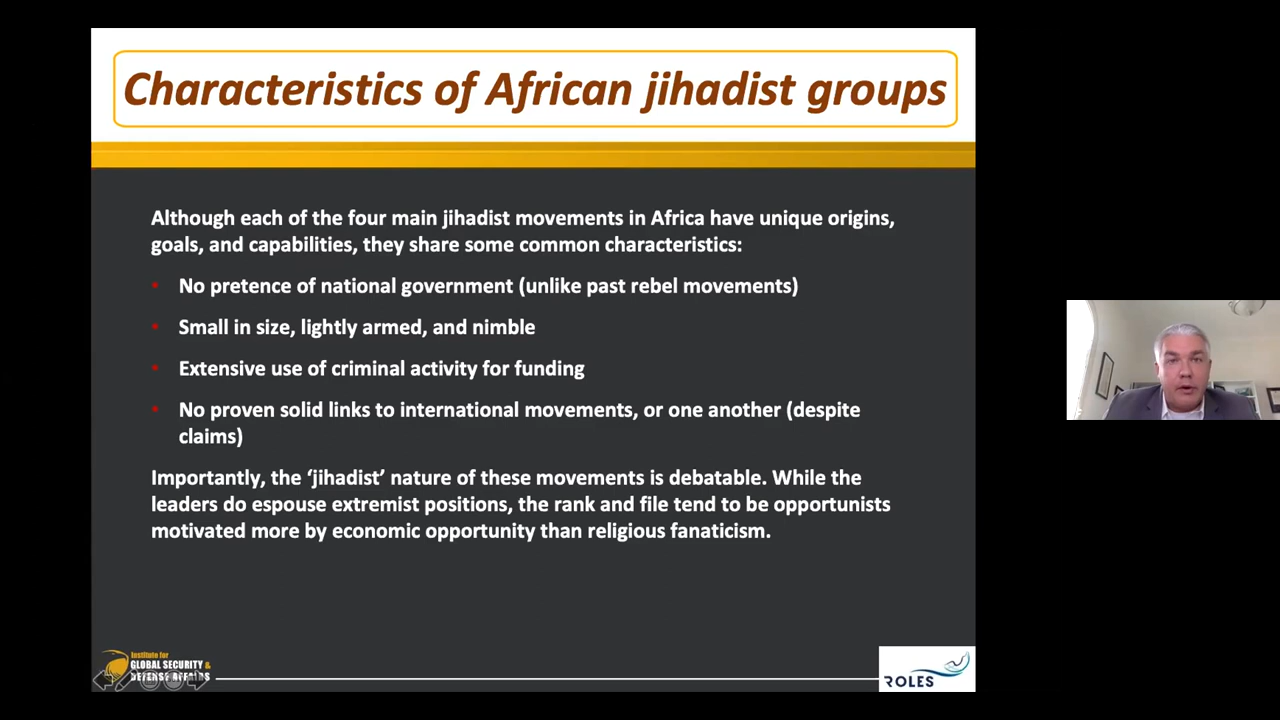 Characteristics of African jihadist groups
Although each of the four main jihadist movements in Africa have unique origins,
goals, and capabilities, they share some common characteristics:
• No pretence of national government (unlike past rebel movements)
• Small in size, lightly armed, and nimble
• Extensive use of criminal activity for funding
• No proven solid links to international movements, or one another (despite
claims)
Importantly, the ‘jihadist’ nature of these movements is debatable. While the
leaders do espouse extremist positions, the rank and file tend to be opportunists
motivated more by economic opportunity than religious fanaticism.
Institute for
GLOBAL SECURITY &
DEFENSE AFFAIRS
ROLES